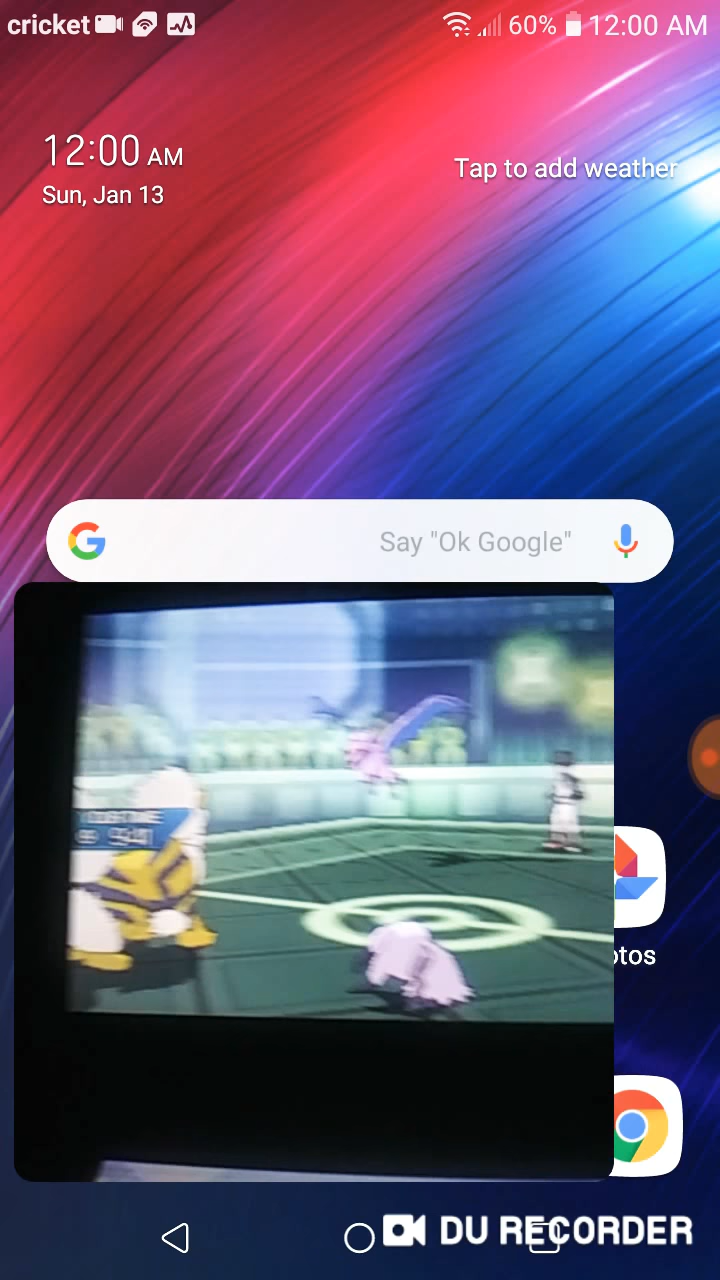 cricket 60% 12:00 AM
12:00 AM
Tap to add weather
Sun, Jan 13
Say "Ok Google"
otos
DU RECORDER